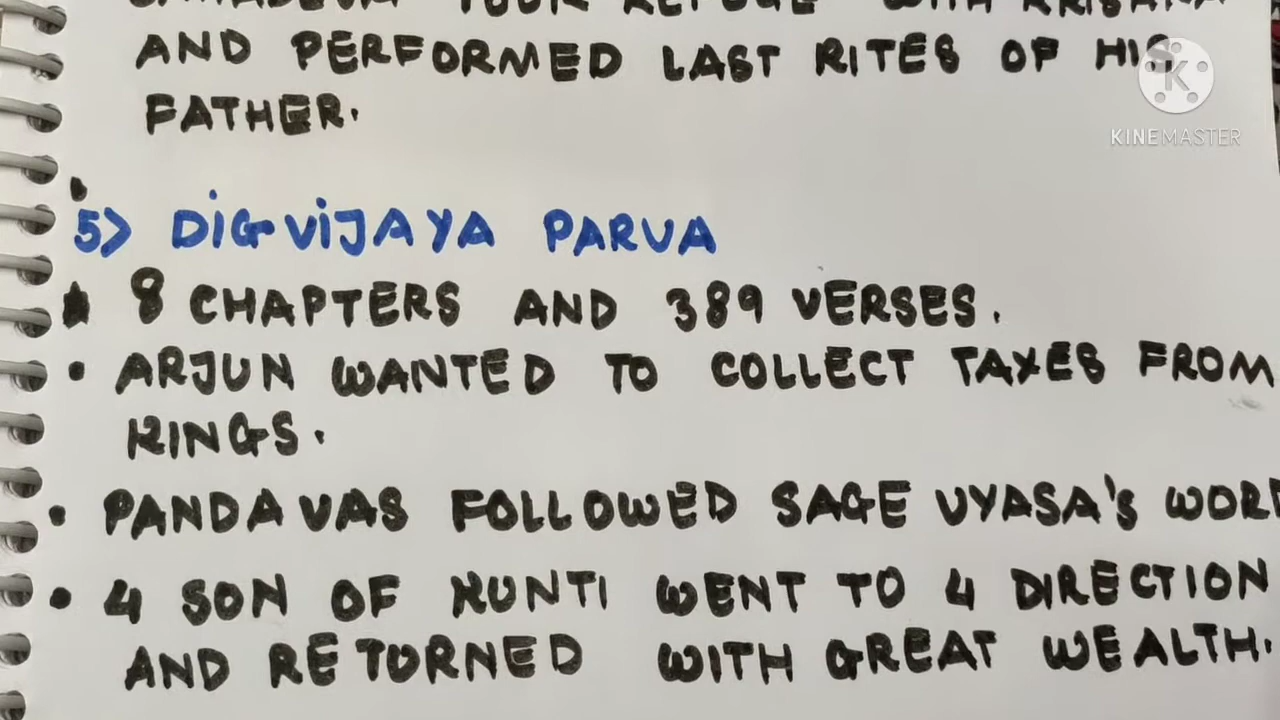 WITH KRISHNA
AND PERFORMED LAST RITES OF HIS
FATHER.
KINEMASTER
5) DIGVIJAYA PARVA
8 CHAPTERS AND 389 VERSES.
• ARJUN WANTED TO COLLECT TAXES FROM
KINGS.
• PANDAVAS FOLLOWED SAGE VYASA'S
• 4 SON OF KUNTI WENT TO 4 DIRECTION
AND RETURNED WITH GREAT WEALTH.